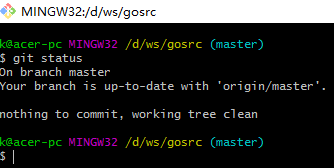 MINGW32:/d/ws/gosrc
k@acer-pc MINGW32 /d/ws/gosrc (master)
$ git status
On branch master
Your branch is up-to-date with 'origin/master'.
nothing to commit, working tree clean
k@acer-pc MINGW32 /d/ws/gosrc (master)
$